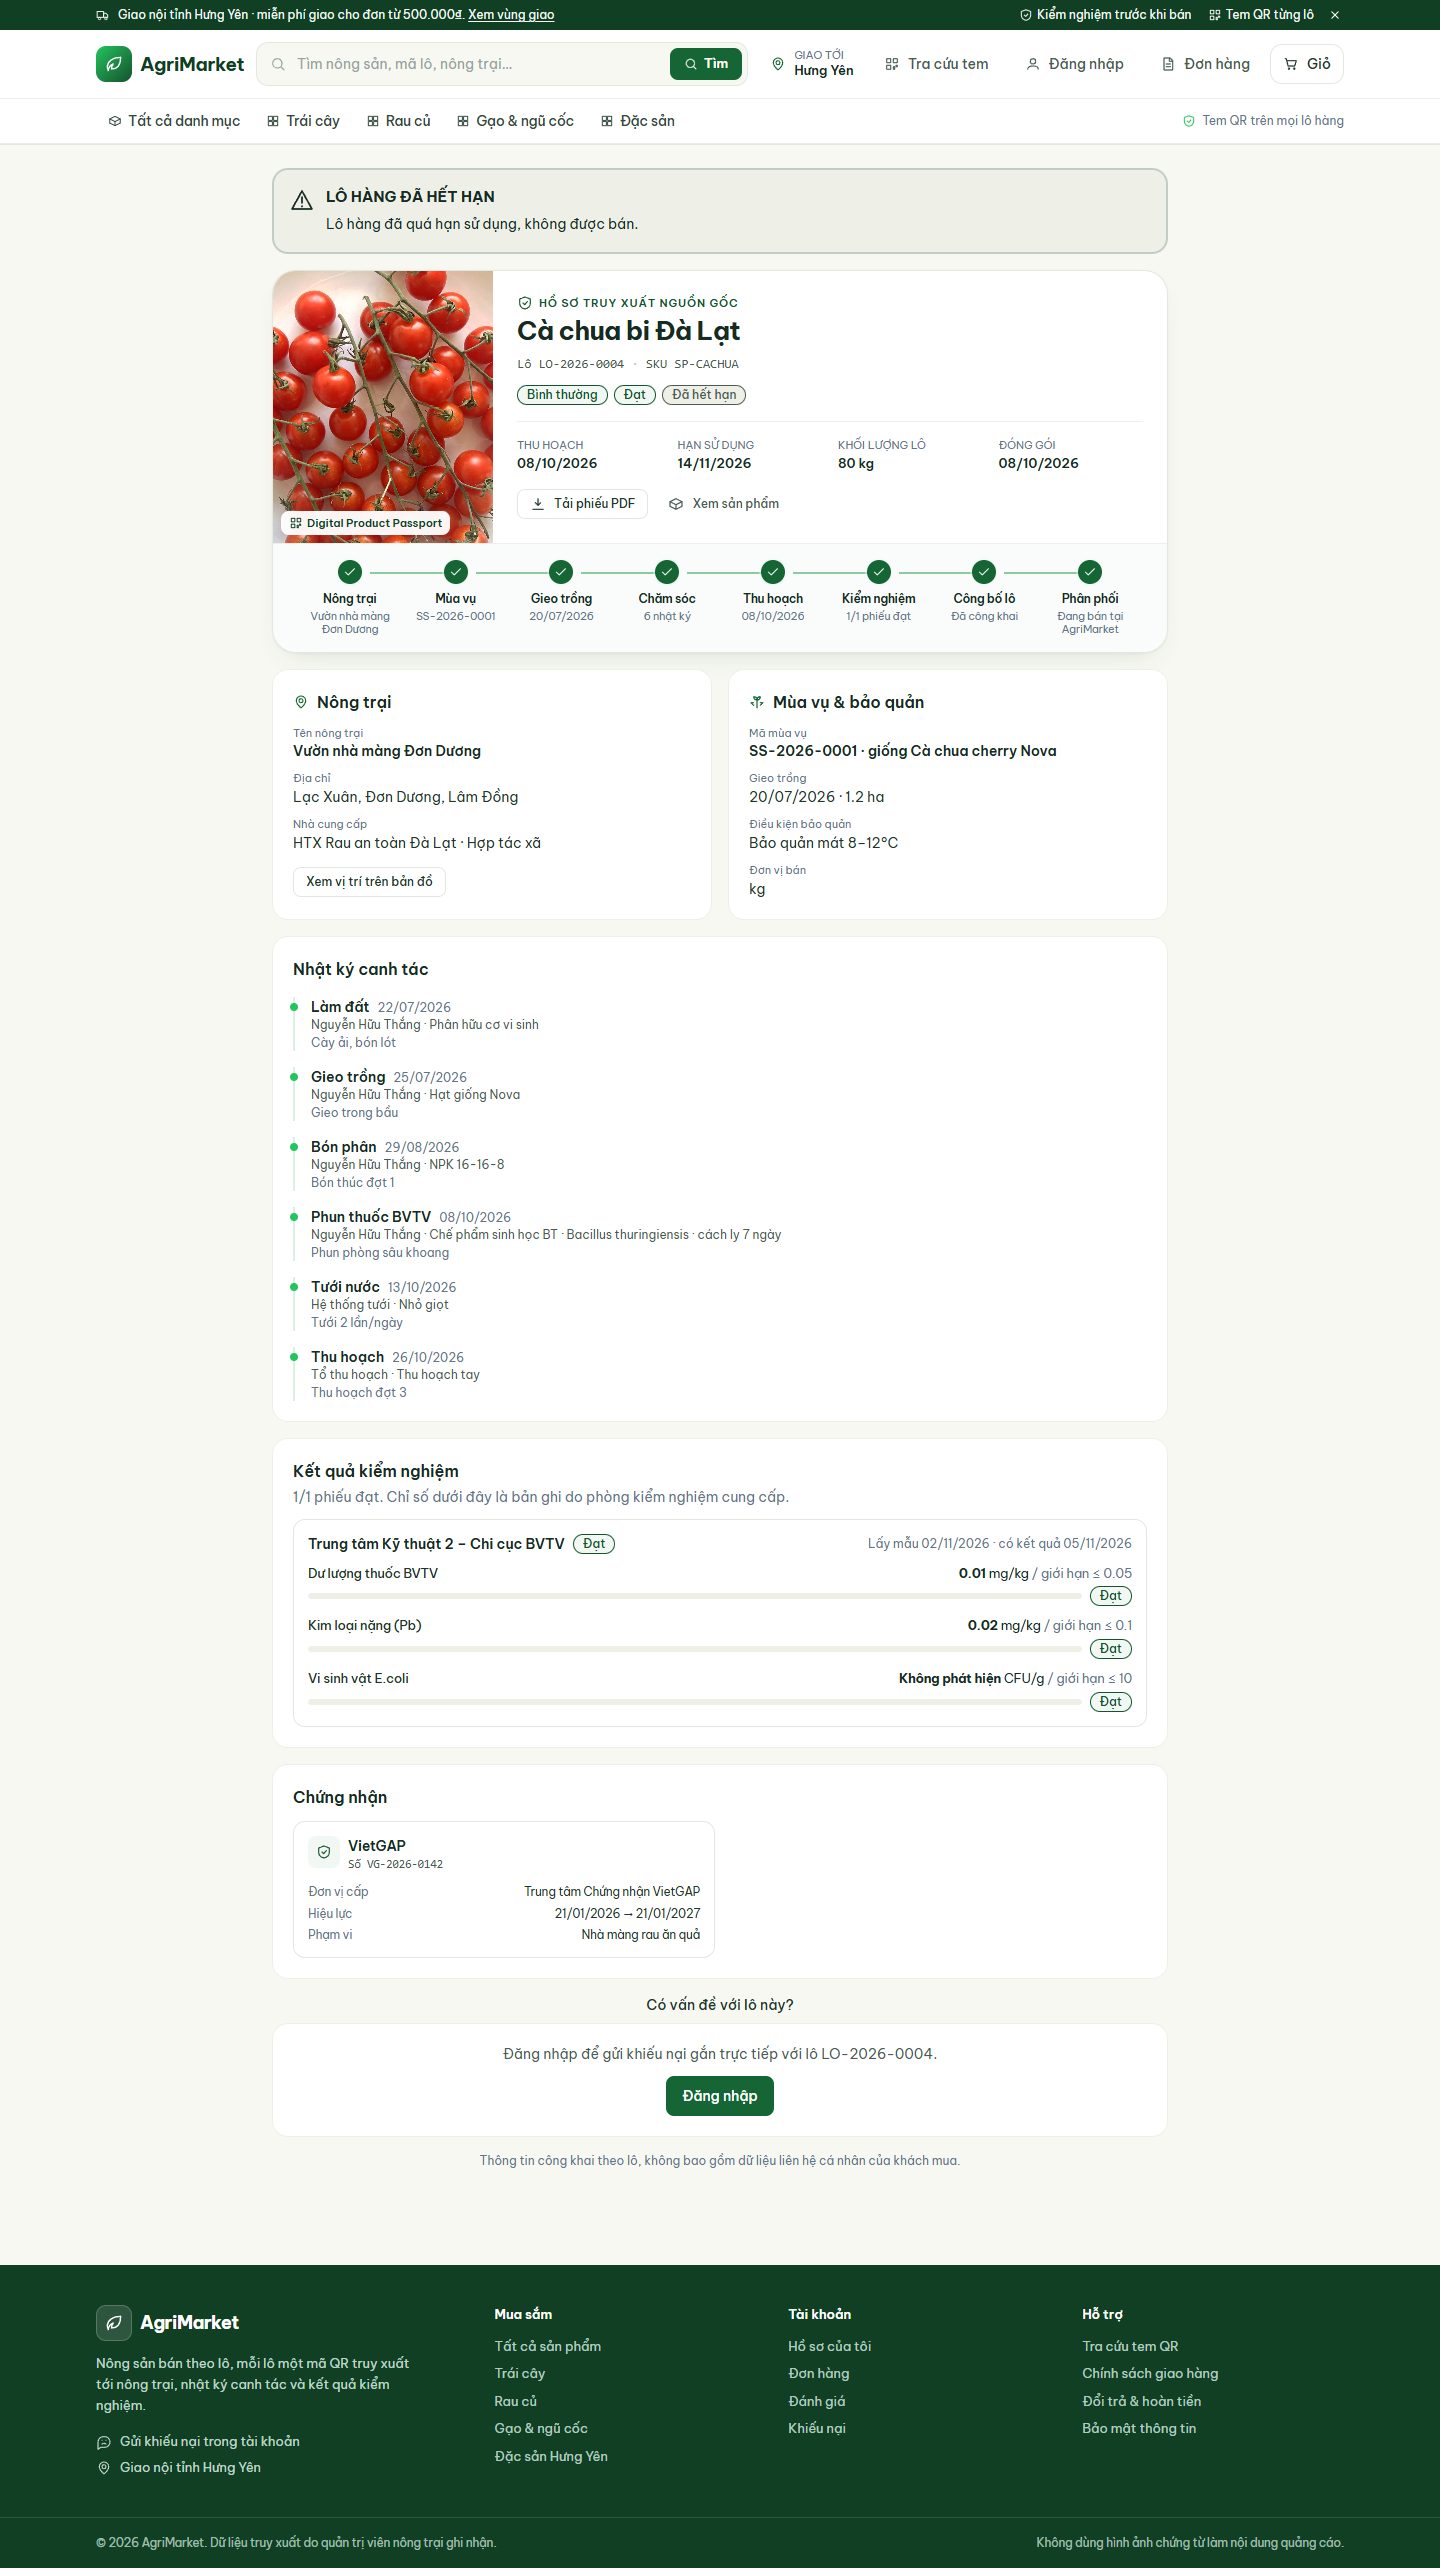 Giao nội tỉnh Hưng Yên · miễn phí giao cho đơn từ 500.000₫. Xem vùng giao
Kiểm nghiệm trước khi bán
Tem QR từng lô
AgriMarket
Tìm nông sản, mã lô, nông trại...
Tìm
GIAO TỚI
Hưng Yên
Tra cứu tem
Đăng nhập
Đơn hàng
Giỏ
Tất cả danh mục
Trái cây
Rau củ
Gạo & ngũ cốc
Đặc sản
Tem QR trên mọi lô hàng
LÔ HÀNG ĐÃ HẾT HẠN
Lô hàng đã quá hạn sử dụng, không được bán.
HỒ SƠ TRUY XUẤT NGUỒN GỐC
Cà chua bi Đà Lạt
Lô LO-2026-0004 · SKU SP-CACHUA
Bình thường
Đạt
Đã hết hạn
THU HOẠCH
08/10/2026
HẠN SỬ DỤNG
14/11/2026
KHỐI LƯỢNG LÔ
80 kg
ĐÓNG GÓI
08/10/2026
Tải phiếu PDF
Xem sản phẩm
Digital Product Passport
Nông trại
Vườn nhà màng
Đơn Dương
Mùa vụ
SS-2026-0001
Gieo trồng
20/07/2026
Chăm sóc
6 nhật ký
Thu hoạch
08/10/2026
Kiểm nghiệm
1/1 phiếu đạt
Công bố lô
Đã công khai
Phân phối
Đang bán tại
AgriMarket
Nông trại
Tên nông trại
Vườn nhà màng Đơn Dương
Địa chỉ
Lạc Xuân, Đơn Dương, Lâm Đồng
Nhà cung cấp
HTX Rau an toàn Đà Lạt · Hợp tác xã
Xem vị trí trên bản đồ
Mùa vụ & bảo quản
Mã mùa vụ
SS-2026-0001 · giống Cà chua cherry Nova
Gieo trồng
20/07/2026 · 1.2 ha
Điều kiện bảo quản
Bảo quản mát 8–12°C
Đơn vị bán
kg
Nhật ký canh tác
Làm đất 22/07/2026
Nguyễn Hữu Thắng · Phân hữu cơ vi sinh
Cày ải, bón lót
Gieo trồng 25/07/2026
Nguyễn Hữu Thắng · Hạt giống Nova
Gieo trong bầu
Bón phân 29/08/2026
Nguyễn Hữu Thắng · NPK 16-16-8
Bón thúc đợt 1
Phun thuốc BVTV 08/10/2026
Nguyễn Hữu Thắng · Chế phẩm sinh học BT · Bacillus thuringiensis · cách ly 7 ngày
Phun phòng sâu khoang
Tưới nước 13/10/2026
Hệ thống tưới · Nhỏ giọt
Tưới 2 lần/ngày
Thu hoạch 26/10/2026
Tổ thu hoạch · Thu hoạch tay
Thu hoạch đợt 3
Kết quả kiểm nghiệm
1/1 phiếu đạt. Chỉ số dưới đây là bản ghi do phòng kiểm nghiệm cung cấp.
Trung tâm Kỹ thuật 2 – Chi cục BVTV Đạt
Lấy mẫu 02/11/2026 · có kết quả 05/11/2026
Dư lượng thuốc BVTV
0.01 mg/kg / giới hạn ≤ 0.05
Đạt
Kim loại nặng (Pb)
0.02 mg/kg / giới hạn ≤ 0.1
Đạt
Vi sinh vật E.coli
Không phát hiện CFU/g / giới hạn ≤ 10
Đạt
Chứng nhận
VietGAP
Số VG-2026-0142
Đơn vị cấp
Trung tâm Chứng nhận VietGAP
Hiệu lực
21/01/2026 → 21/01/2027
Phạm vi
Nhà màng rau ăn quả
Có vấn đề với lô này?
Đăng nhập để gửi khiếu nại gắn trực tiếp với lô LO-2026-0004.
Đăng nhập
Thông tin công khai theo lô, không bao gồm dữ liệu liên hệ cá nhân của khách mua.
AgriMarket
Nông sản bán theo lô, mỗi lô một mã QR truy xuất
tới nông trại, nhật ký canh tác và kết quả kiểm
nghiệm.
Gửi khiếu nại trong tài khoản
Giao nội tỉnh Hưng Yên
Mua sắm
Tất cả sản phẩm
Trái cây
Rau củ
Gạo & ngũ cốc
Đặc sản Hưng Yên
Tài khoản
Hồ sơ của tôi
Đơn hàng
Đánh giá
Khiếu nại
Hỗ trợ
Tra cứu tem QR
Chính sách giao hàng
Đổi trả & hoàn tiền
Bảo mật thông tin
© 2026 AgriMarket. Dữ liệu truy xuất do quản trị viên nông trại ghi nhận.
Không dùng hình ảnh chứng từ làm nội dung quảng cáo.